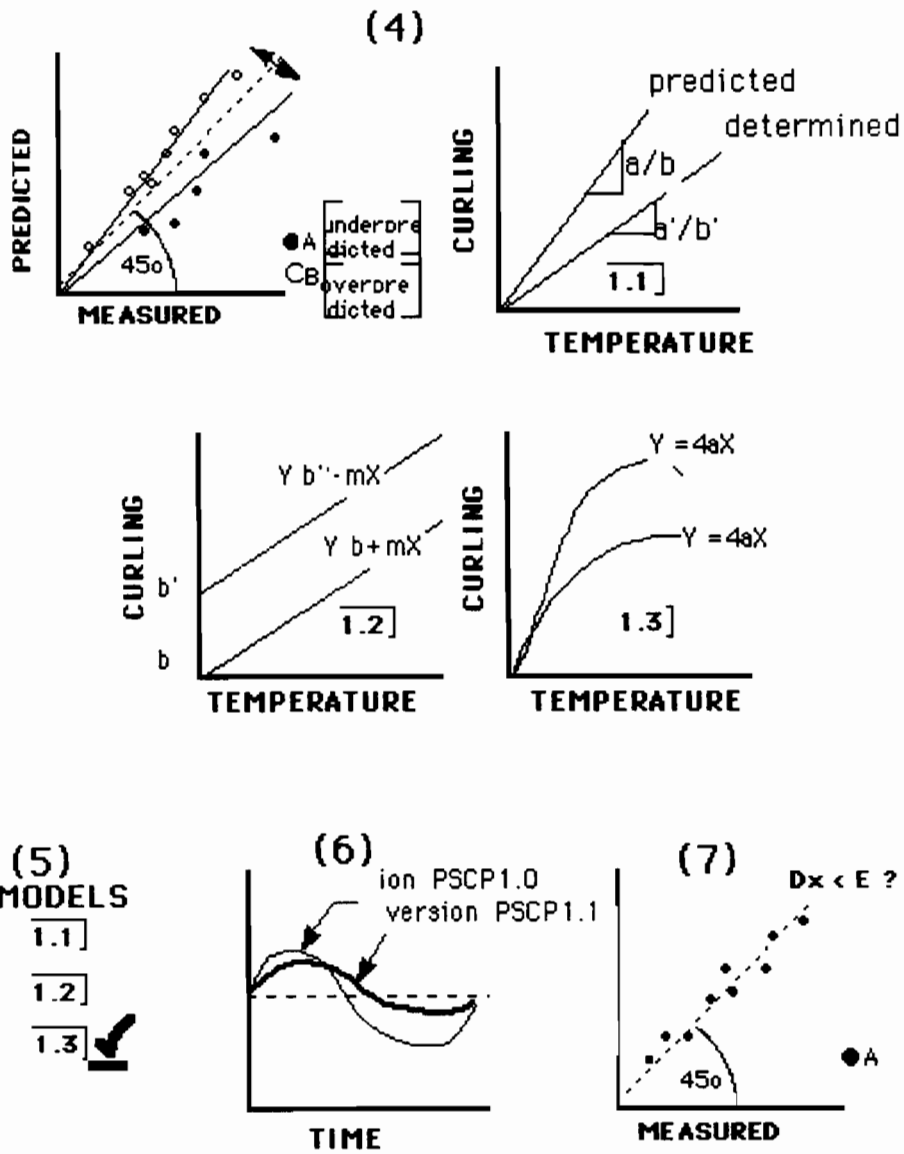 (4)
PREDICTED
45o
MEASURED
A
underpre
dicted
CB
overpre
dicted
CURLING
predicted
determined
a/b
a'/b'
1.1
TEMPERATURE
CURLING
b'
b
Y b''-mX
Y b+mX
1.2
TEMPERATURE
CURLING
Y =4aX
Y =4aX
1.3
TEMPERATURE
(5)
MODELS
1.1
1.2
1.3
(6)
ion PSCP1.0
version PSCP1.1
TIME
(7)
Dx < E ?
45o
A
MEASURED